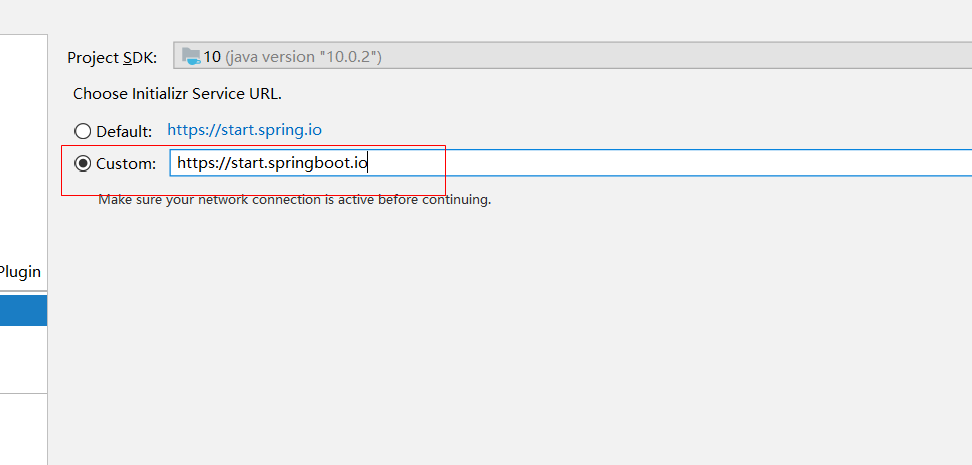 Project SDK: 10 (java version "10.0.2")
Choose Initializr Service URL.
Default: https://start.spring.io
Custom: https://start.springboot.io
Make sure your network connection is active before continuing.
Plugin